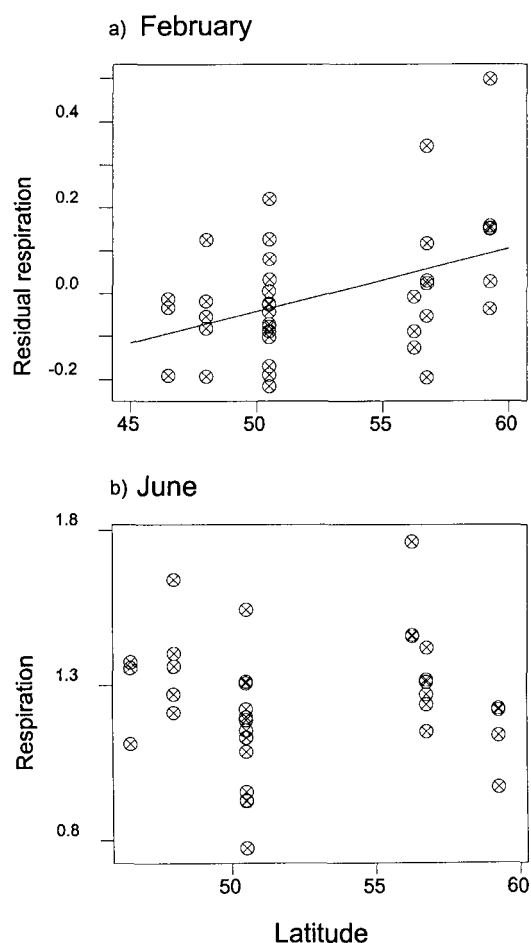 a) February
0.4
0.2
0.0
-0.2
Residual respiration
45 50 55 60
b) June
1.8
1.3
0.8
Respiration
50 55 60
Latitude